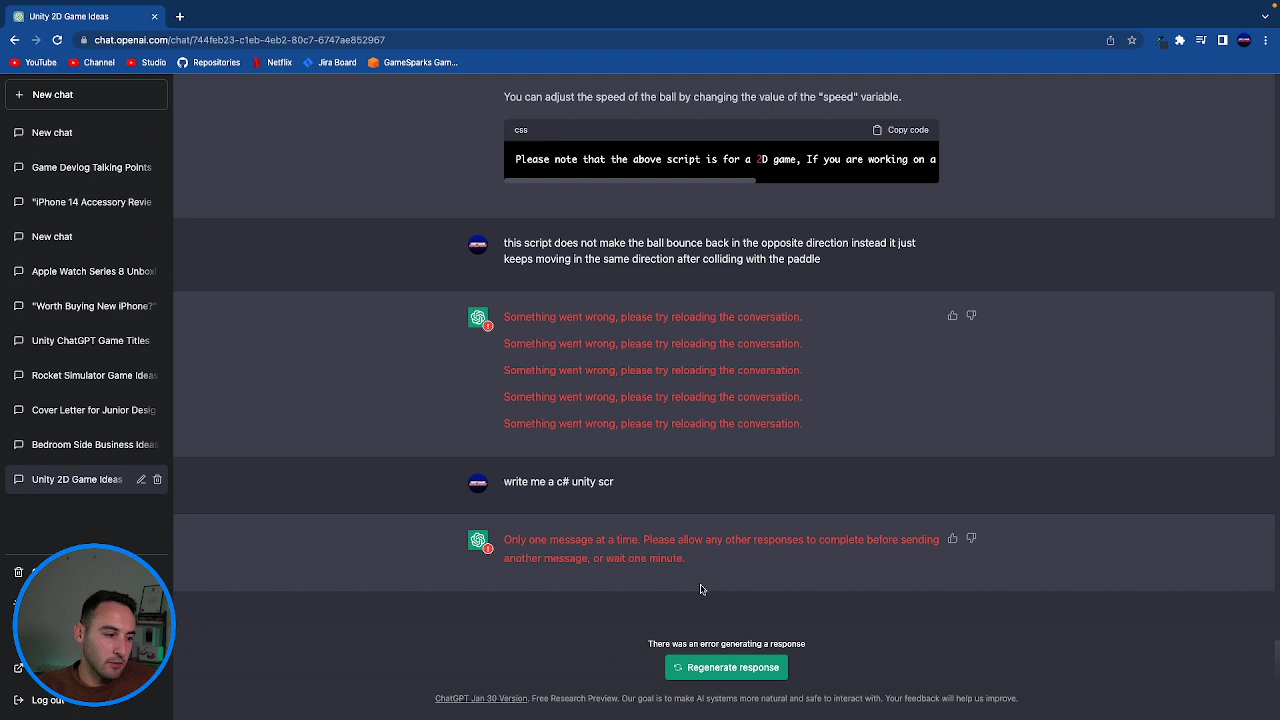 Unity 2D Game Ideas
chat.openai.com/chat/744feb23-c1eb-4eb2-80c7-6747ae852967
YouTube
Channel
Studio
Repositories
Netflix
Jira Board
GameSparks Gam...
New chat
New chat
Game Devlog Talking Points
"iPhone 14 Accessory Revie
New chat
Apple Watch Series 8 Unboxi
"Worth Buying New iPhone?"
Unity ChatGPT Game Titles
Rocket Simulator Game Ideas
Cover Letter for Junior Desig
Bedroom Side Business Ideas
Unity 2D Game Ideas
Log out
You can adjust the speed of the ball by changing the value of the "speed" variable.
css
Copy code
Please note that the above script is for a 2D game, If you are working on a
this script does not make the ball bounce back in the opposite direction instead it just
keeps moving in the same direction after colliding with the paddle
Something went wrong, please try reloading the conversation.
Something went wrong, please try reloading the conversation.
Something went wrong, please try reloading the conversation.
Something went wrong, please try reloading the conversation.
Something went wrong, please try reloading the conversation.
write me a c# unity scr
Only one message at a time. Please allow any other responses to complete before sending
another message, or wait one minute.
There was an error generating a response
Regenerate response
ChatGPT Jan 30 Version. Free Research Preview. Our goal is to make AI systems more natural and safe to interact with. Your feedback will help us improve.